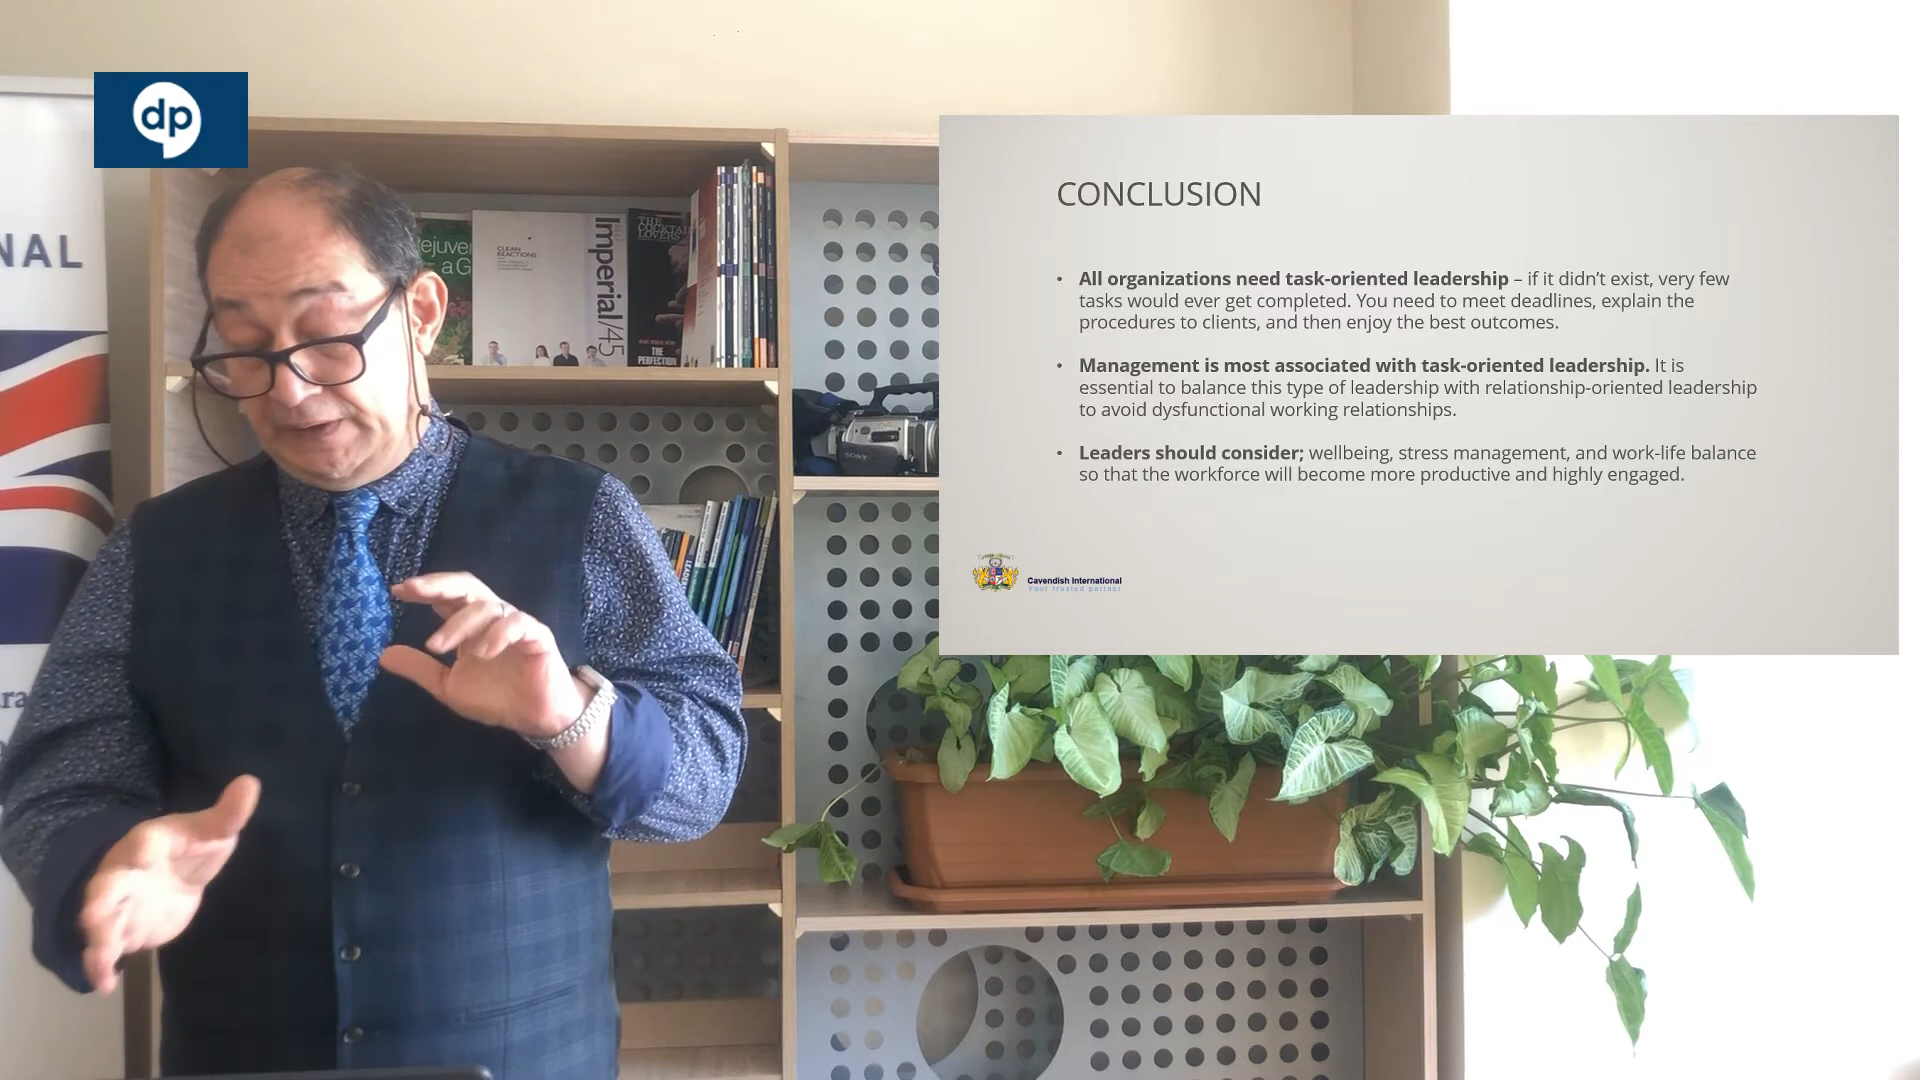 dp
NAL
CLEAN
REACTIONS
Imperial/45
THE
COCKTAIL
LOVERS
THE
PERFECTION
SONY
CONCLUSION
• All organizations need task-oriented leadership – if it didn’t exist, very few
tasks would ever get completed. You need to meet deadlines, explain the
procedures to clients, and then enjoy the best outcomes.
• Management is most associated with task-oriented leadership. It is
essential to balance this type of leadership with relationship-oriented leadership
to avoid dysfunctional working relationships.
• Leaders should consider; wellbeing, stress management, and work-life balance
so that the workforce will become more productive and highly engaged.
Cavendish International
Your trusted partner